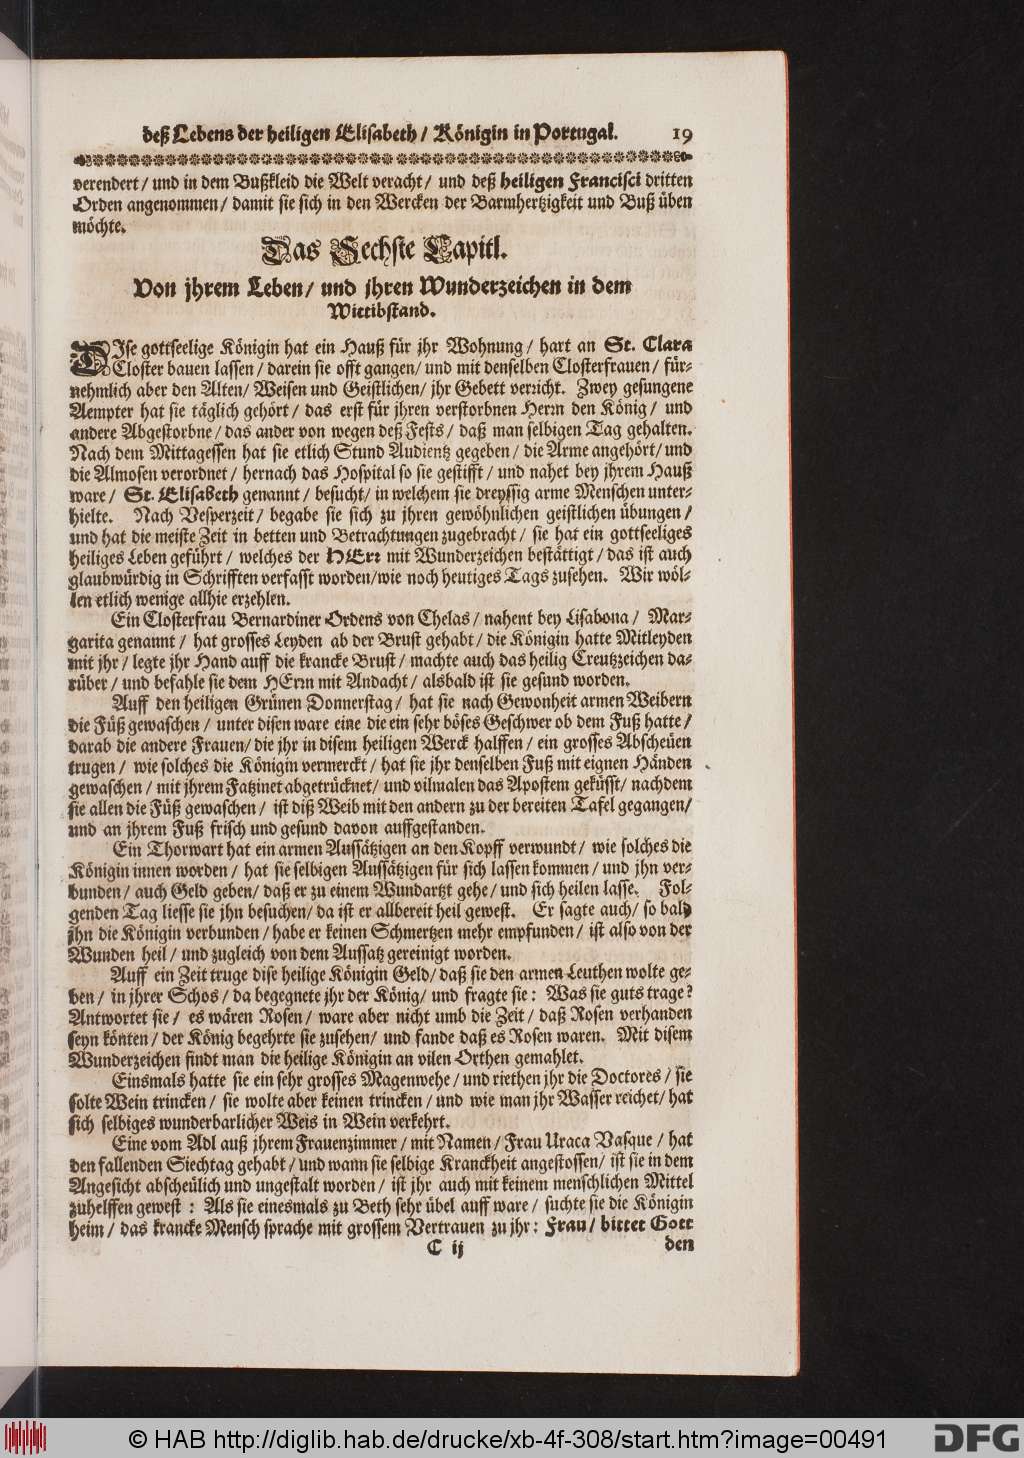 deß Lebens der heiligen Elisabeth / Königin in Portugal. 19
verendert / und in dem Bußkleid die Welt veracht / und deß heiligen Francisci dritten
Orden angenommen / damit sie sich in den Wercken der Barmhertzigkeit und Buß üben
möchte.
Das Sechste Capitl.
Von jhrem Leben / und jhren Wunderzeichen in dem
Wittibstand.
DIse gottseelige Königin hat ein Hauß für jhr Wohnung / hart an St. Clara
Closter bauen lassen / darein sie offt gangen / und mit denselben Closterfrauen / für-
nehmlich aber den Alten / Weisen und Geistlichen / jhr Gebett verricht. Zwey gesungene
Aempter hat sie täglich gehört / das erst für jhren verstorbnen Herrn den König / und
andere Abgestorbne / das ander von wegen deß Fests / daß man selbigen Tag gehalten.
Nach dem Mittagessen hat sie etlich Stund Audientz gegeben / die Arme angehört / und
die Almosen verordnet / hernach das Hospital so sie gestifft / und nahet bey jhrem Hauß
ware / St. Elisabeth genannt / besucht / in welchem sie dreyssig arme Menschen unter-
hielte. Nach Vesperzeit / begabe sie sich zu jhren gewöhnlichen geistlichen übungen /
und hat die meiste Zeit in betten und Betrachtungen zugebracht / sie hat ein gottseeliges
heiliges Leben geführt / welches der HErr mit Wunderzeichen bestättigt / das ist auch
glaubwürdig in Schrifften verfasst worden / wie noch heutiges Tags zusehen. Wir wöl-
len etlich wenige allhie erzehlen.
Ein Closterfrau Bernardiner Ordens von Chelas / nahent bey Lisabona / Mar-
garita genannt / hat grosses Leyden ab der Brust gehabt / die Königin hatte Mitleyden
mit jhr / legte jhr Hand auff die krancke Brust / machte auch das heilig Creutzzeichen da-
rüber / und befahle sie dem HErrn mit Andacht / alsbald ist sie gesund worden.
Auff den heiligen Grünen Donnerstag / hat sie nach Gewonheit armen Weibern
die Füß gewaschen / unter disen ware eine die ein sehr böses Geschwer ob dem Fuß hatte /
darab die andere Frauen / die jhr in disem heiligen Werck halffen / ein grosses Abscheüen
trugen / wie solches die Königin vermerckt / hat sie jhr denselben Fuß mit eignen Händen
gewaschen / mit jhrem Fatzinet abgetrücknet / und vilmalen das Apostem geküsst / nachdem
sie allen die Füß gewaschen / ist diß Weib mit den andern zu der bereiten Tafel gegangen /
und an jhrem Fuß frisch und gesund davon auffgestanden.
Ein Thorwart hat ein armen Aussätzigen an den Kopff verwundt / wie solches die
Königin innen worden / hat sie selbigen Aussätzigen für sich lassen kommen / und jhn ver-
bunden / auch Geld geben / daß er zu einem Wundartzt gehe / und sich heilen lasse. Fol-
genden Tag liesse sie jhn besuchen / da ist er allbereit heil gewest. Er sagte auch / so bald
jhn die Königin verbunden / habe er keinen Schmertzen mehr empfunden / ist also von der
Wunden heil / und zugleich von dem Aussatz gereinigt worden.
Auff ein Zeit truge dise heilige Königin Geld / daß sie den armen Leuthen wolte ge-
ben / in jhrer Schos / da begegnete jhr der König / und fragte sie: Was sie guts trage?
Antwortet sie / es wären Rosen / ware aber nicht umb die Zeit / daß Rosen verhanden
seyn könten / der König begehrte sie zusehen / und fande daß es Rosen waren. Mit disem
Wunderzeichen findt man die heilige Königin an vilen Orthen gemahlet.
Einsmals hatte sie ein sehr grosses Magenwehe / und riethen jhr die Doctores / sie
solte Wein trincken / sie wolte aber keinen trincken / und wie man jhr Wasser reichet / hat
sich selbiges wunderbarlicher Weis in Wein verkehrt.
Eine vom Adl auß jhrem Frauenzimmer / mit Namen / Frau Uraca Vasque / hat
den fallenden Siechtag gehabt / und wann sie selbige Kranckheit angestossen / ist sie in dem
Angesicht abscheülich und ungestalt worden / ist jhr auch mit keinem menschlichen Mittel
zuhelffen gewest: Als sie einesmals zu Beth sehr übel auff ware / suchte sie die Königin
heim / das krancke Mensch sprache mit grossem Vertrauen zu jhr: Frau / bittet Gott
C ij den
© HAB http://diglib.hab.de/drucke/xb-4f-308/start.htm?image=00491
DFG